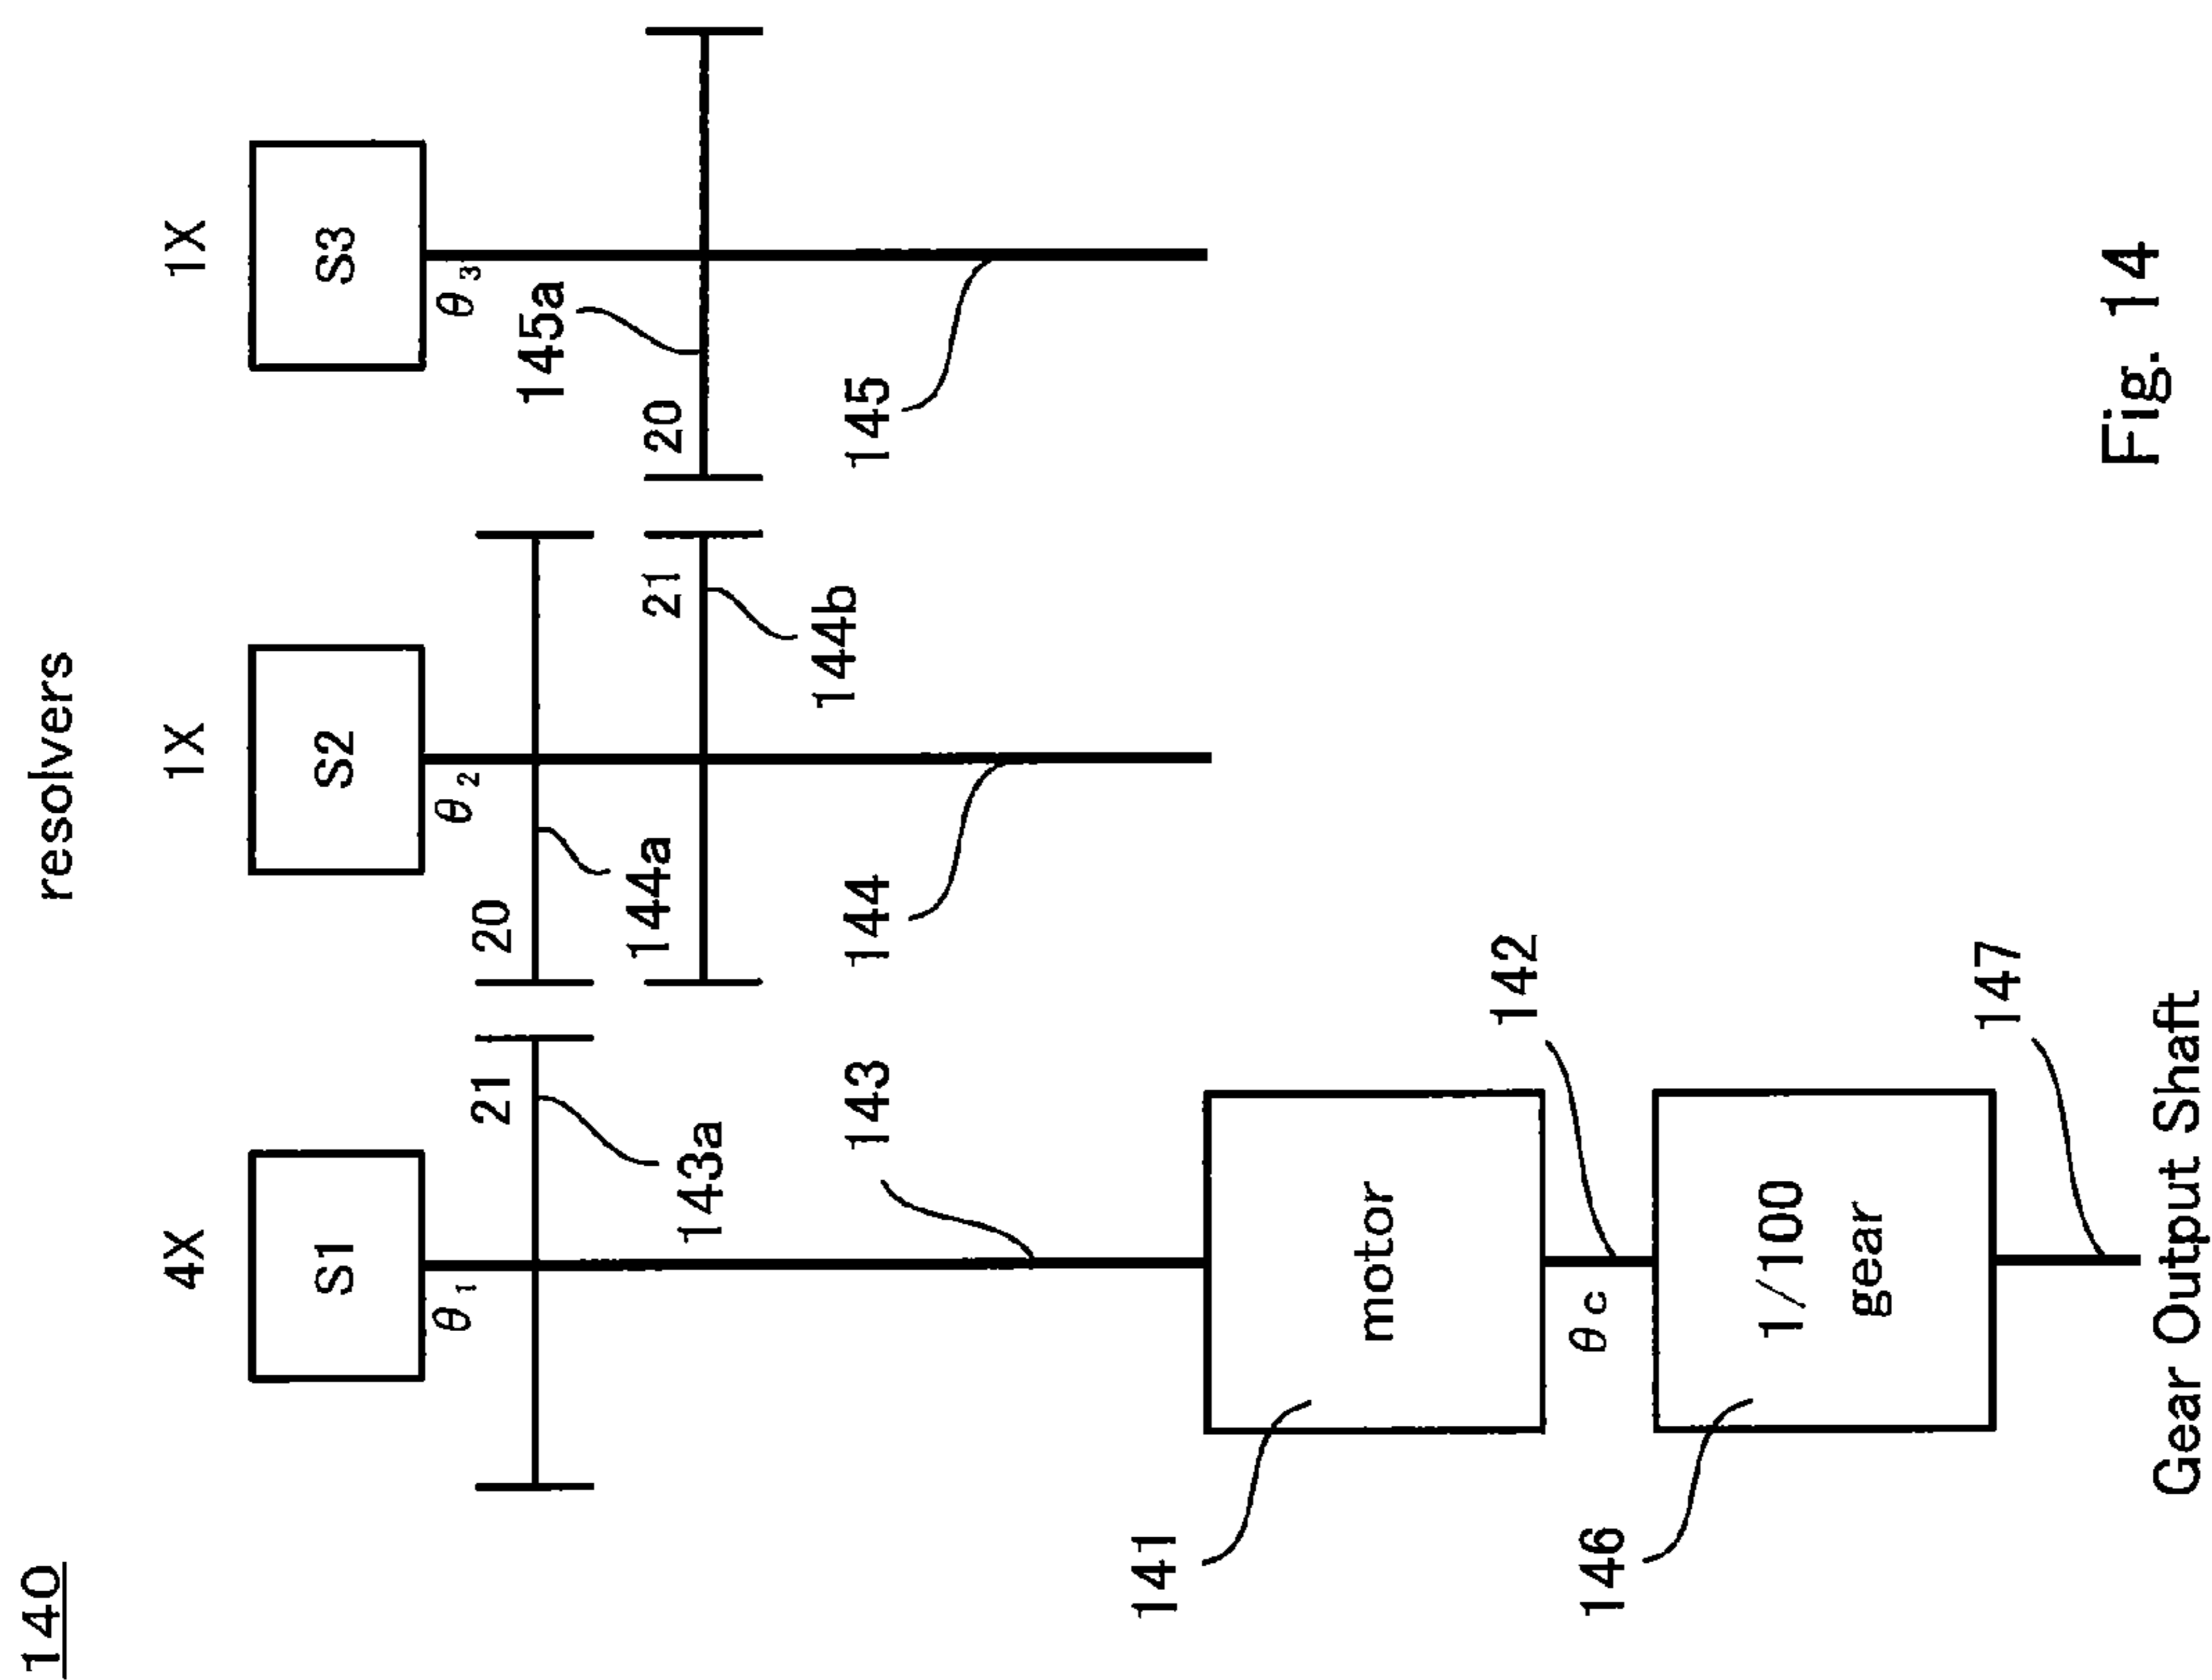 140
resolvers
4X
1X
1X
S1
S2
S3
θ1
θ2
θ3
21
20
143a
144a
21
20
144b
145a
143
144
145
141
motor
θc
142
146
1/100
gear
147
Gear Output Shaft
Fig. 14